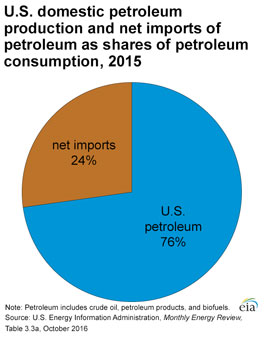 U.S. domestic petroleum
production and net imports of
petroleum as shares of petroleum
consumption, 2015
net imports
24%
U.S.
petroleum
76%
Note: Petroleum includes crude oil, petroleum products, and biofuels.
eia
Source: U.S. Energy Information Administration, Monthly Energy Review,
Table 3.3a, October 2016